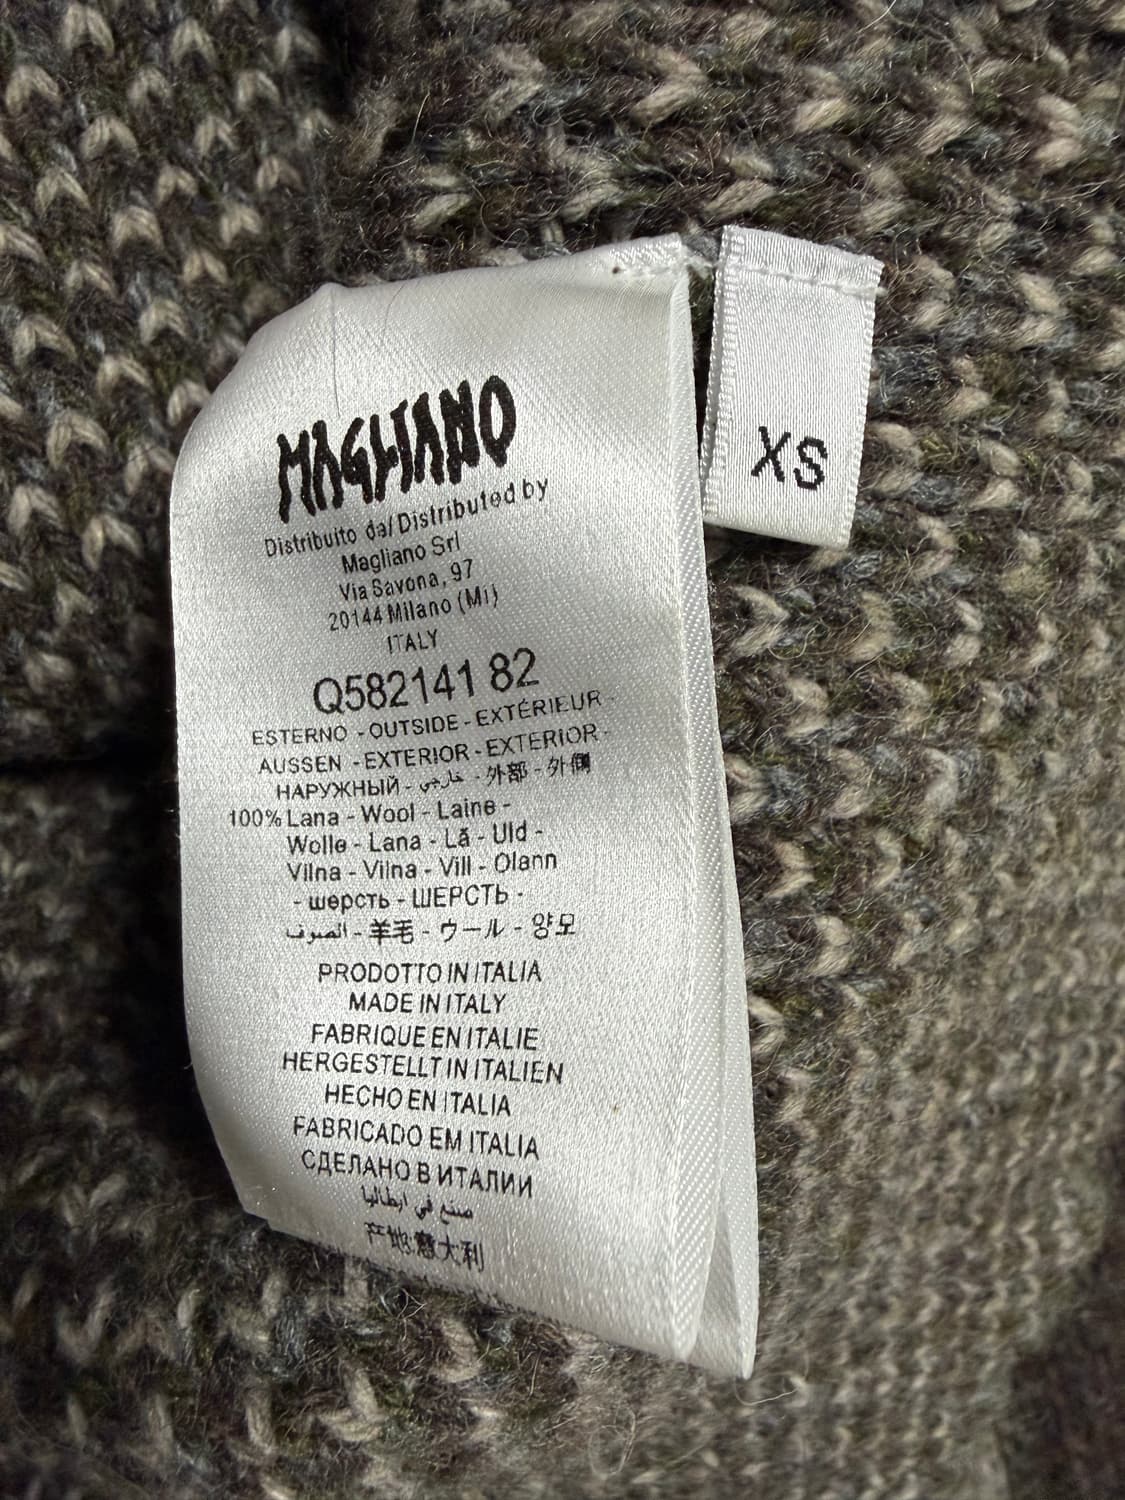 MAGLIANO
Distribuito da/Distributed by
Magliano Srl
Via Savona, 97
20144 Milano (Mi)
ITALY
Q582141 82
ESTERNO - OUTSIDE - EXTÉRIEUR -
AUSSEN - EXTERIOR - EXTERIOR -
НАРУЖНЫЙ - خارجي - 外部 - 外側
100% Lana - Wool - Laine -
Wolle - Lana - Lã - Uld -
Vilna - Vilna - Vill - Olann
- шерсть - ШЕРСТЬ -
الصوف - 羊毛 - ウール - 양모
PRODOTTO IN ITALIA
MADE IN ITALY
FABRIQUE EN ITALIE
HERGESTELLT IN ITALIEN
HECHO EN ITALIA
FABRICADO EM ITALIA
СДЕЛАНО В ИТАЛИИ
صنع في ايطاليا
产地意大利
XS